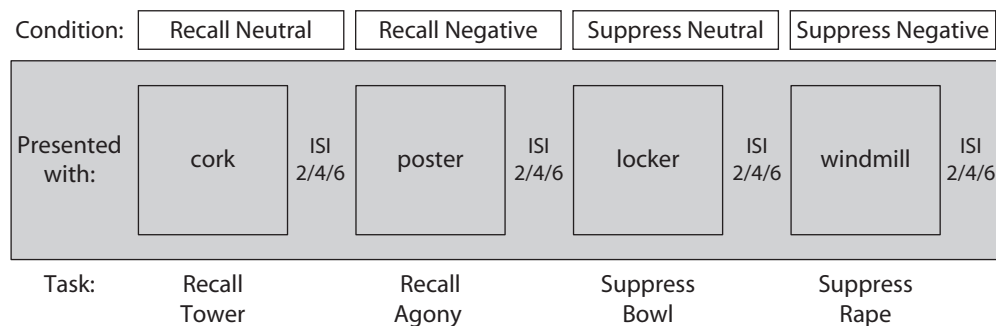 Condition: Recall Neutral Recall Negative Suppress Neutral Suppress Negative
Presented with: cork ISI 2/4/6 poster ISI 2/4/6 locker ISI 2/4/6 windmill ISI 2/4/6
Task: Recall Tower Recall Agony Suppress Bowl Suppress Rape